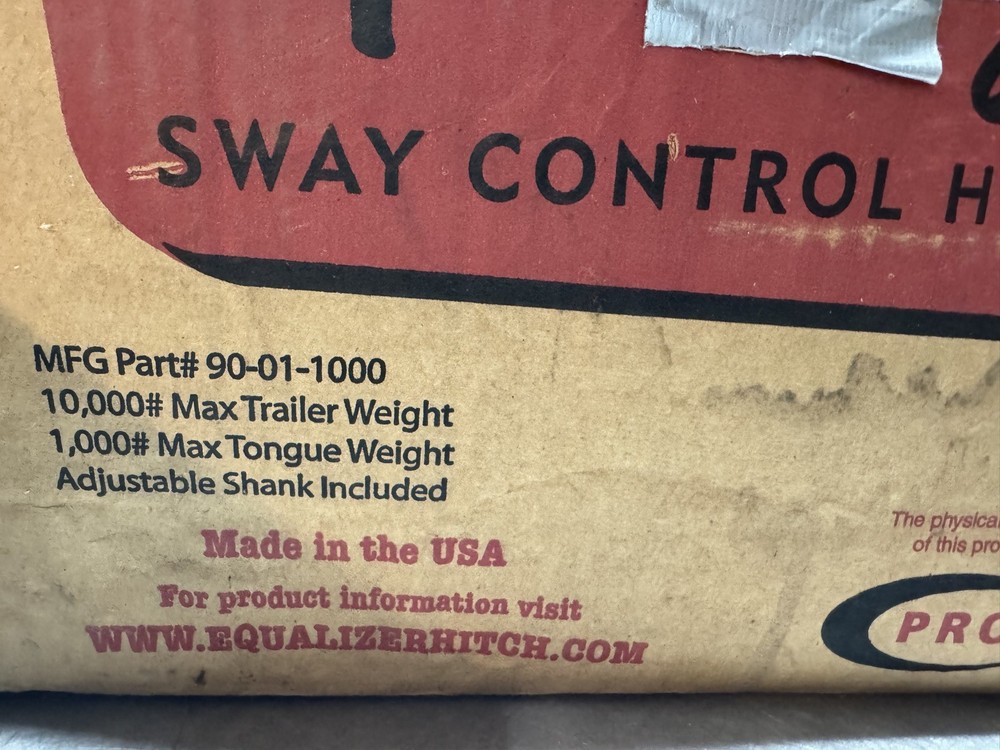 SWAY CONTROL H
MFG Part# 90-01-1000
10,000# Max Trailer Weight
1,000# Max Tongue Weight
Adjustable Shank Included
Made in the USA
For product information visit
WWW.EQUALIZERHITCH.COM
The physical
of this pro
PRO